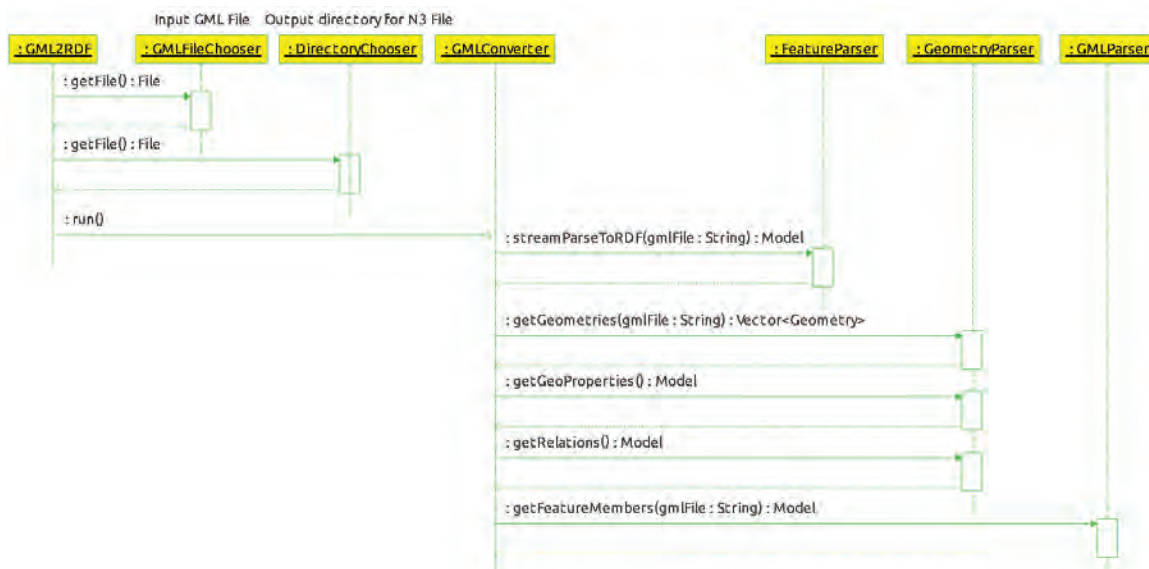 Input GML File Output directory for N3 File
: GML2RDF : GMLFileChooser : DirectoryChooser : GMLConverter : FeatureParser : GeometryParser : GMLParser
: getFile() : File
: getFile() : File
: run()
: streamParseToRDF(gmlFile : String) : Model
: getGeometries(gmlFile : String) : Vector<Geometry>
: getGeoProperties() : Model
: getRelations() : Model
: getFeatureMembers(gmlFile : String) : Model